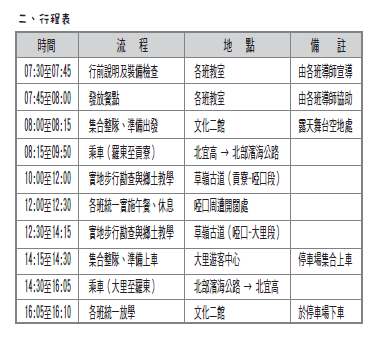 二、行程表
時間 流 程 地 點 備 註
07:30至07:45 行前說明及裝備檢查 各班教室 由各班導師宣導
07:45至08:00 發放餐點 各班教室 由各班導師協助
08:00至08:15 集合整隊、準備出發 文化二館 露天舞台空地處
08:15至09:50 乘車（羅東至貢寮） 北宜高 → 北部濱海公路
10:00至12:00 實地步行勘查與鄉土教學 草嶺古道（貢寮-啞口段）
12:00至12:30 各班統一實施午餐、休息 啞口周遭開闊處
12:30至14:15 實地步行勘查與鄉土教學 草嶺古道（啞口-大里段）
14:15至14:30 集合整隊、準備上車 大里遊客中心 停車場集合上車
14:30至16:05 乘車（大里至羅東） 北部濱海公路 → 北宜高
16:05至16:10 各班統一放學 文化二館 於停車場下車